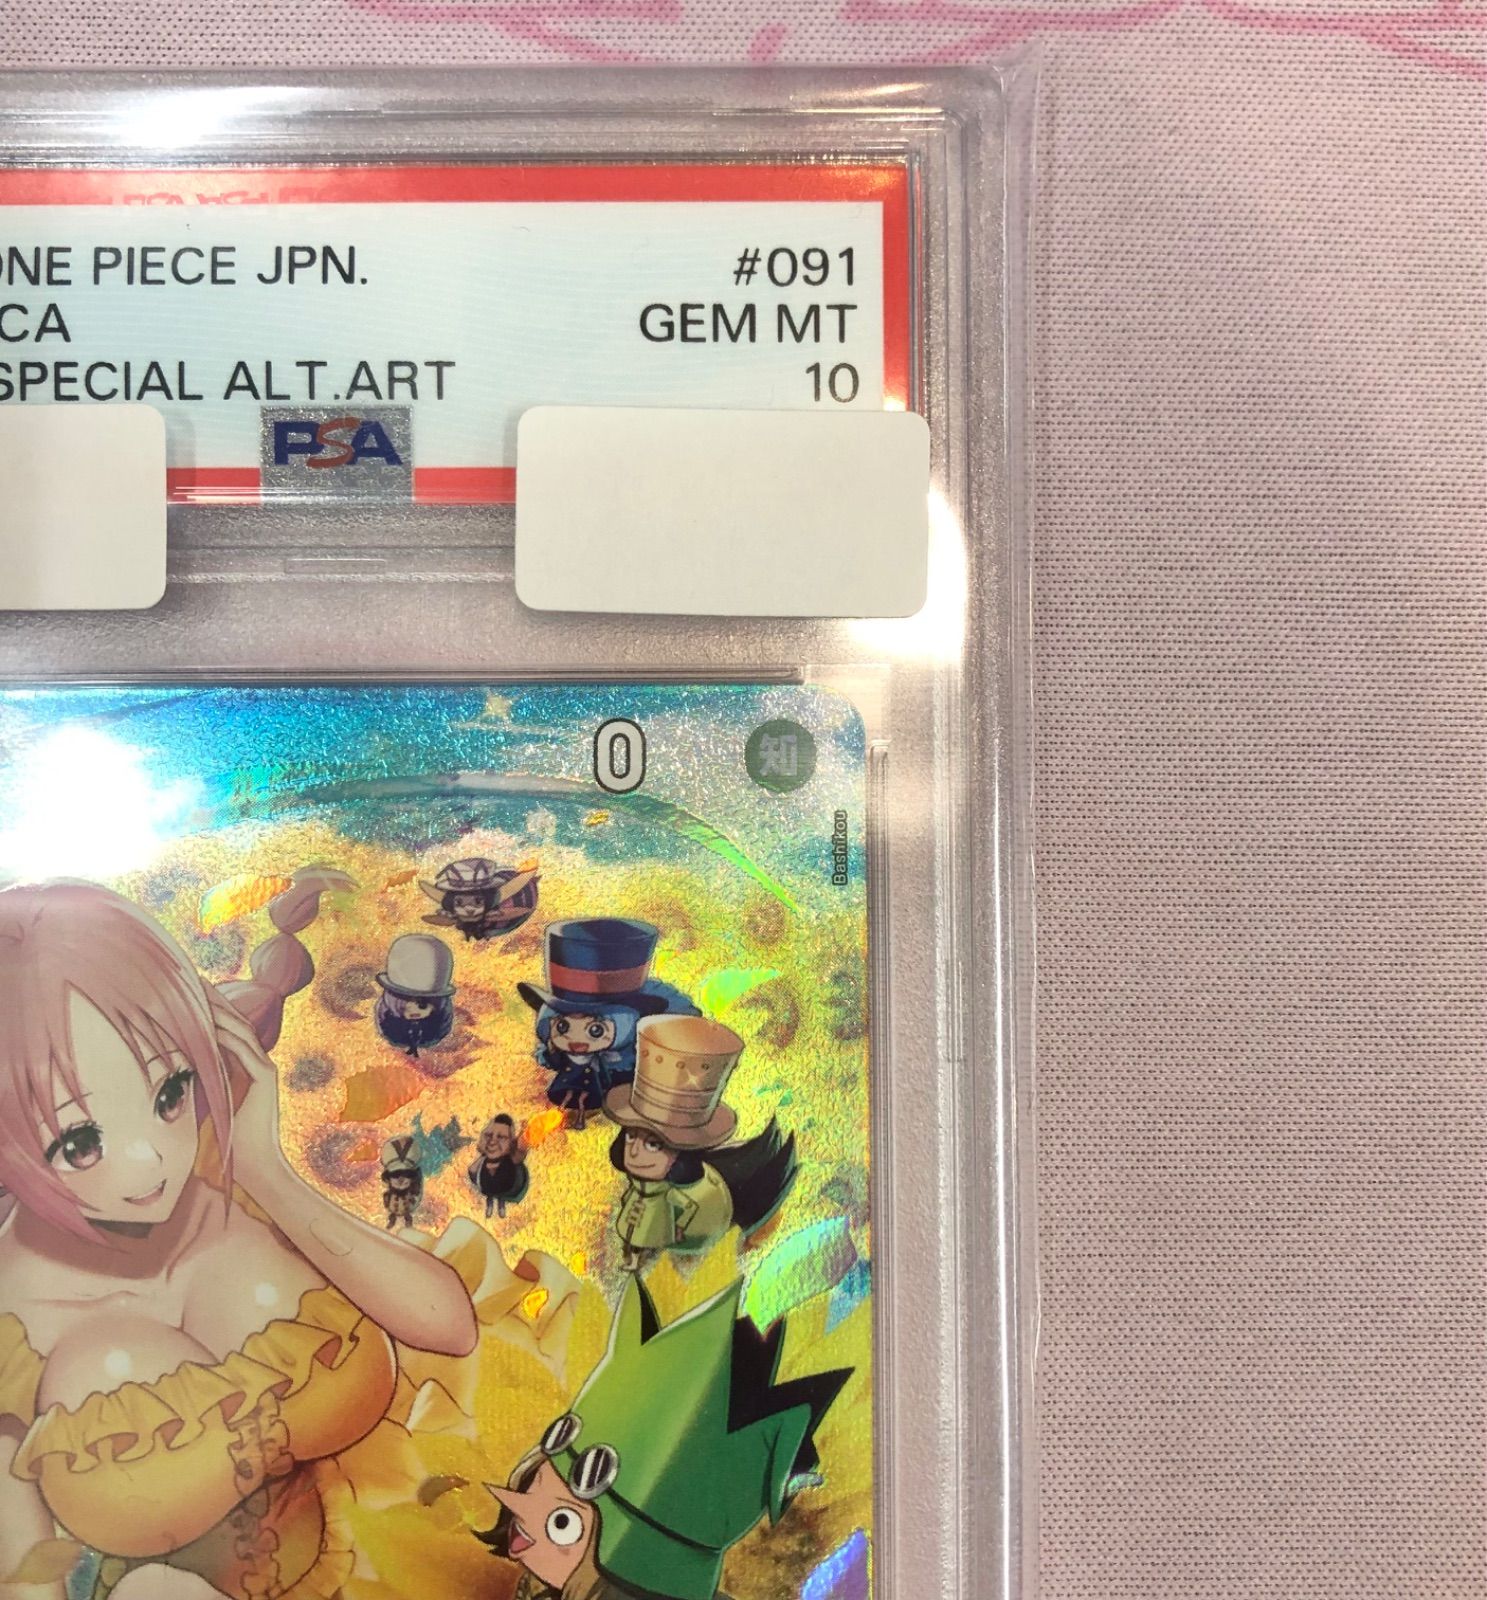 ONE PIECE JPN. #091
CA GEM MT
SPECIAL ALT.ART 10
PSA
0 知
Bashikou